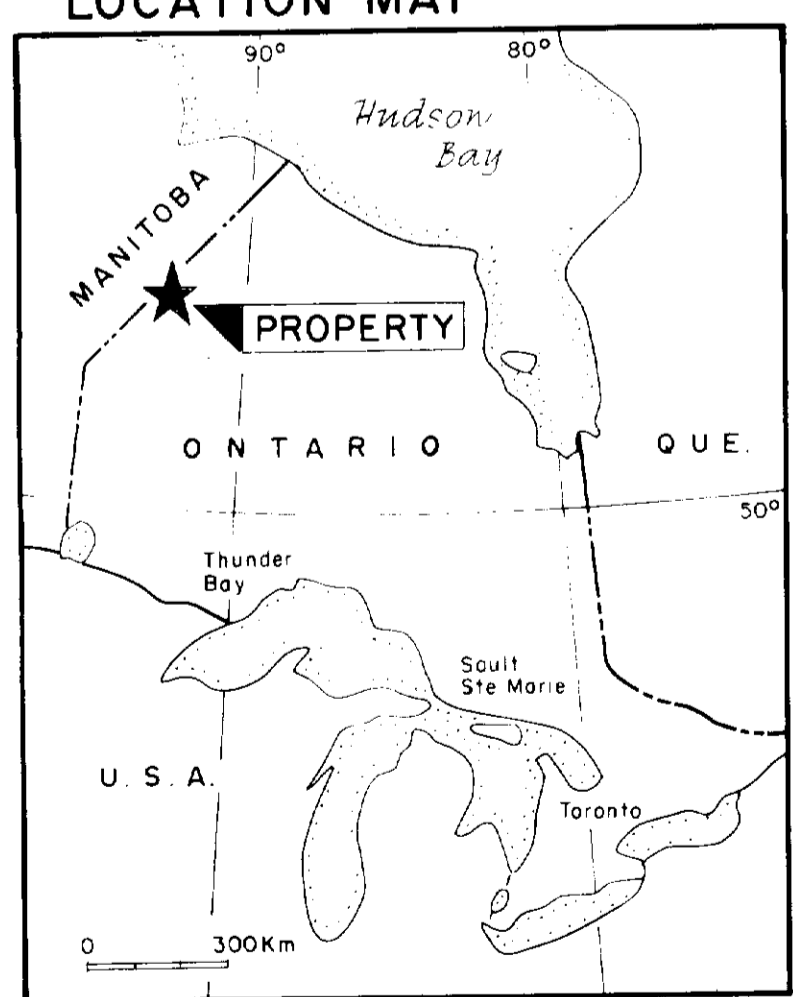 LOCATION MAP
90°
80°
Hudson
Bay
MANITOBA
PROPERTY
ONTARIO
QUE.
50°
Thunder
Bay
Sault
Ste Marie
U.S.A.
Toronto
0 300Km